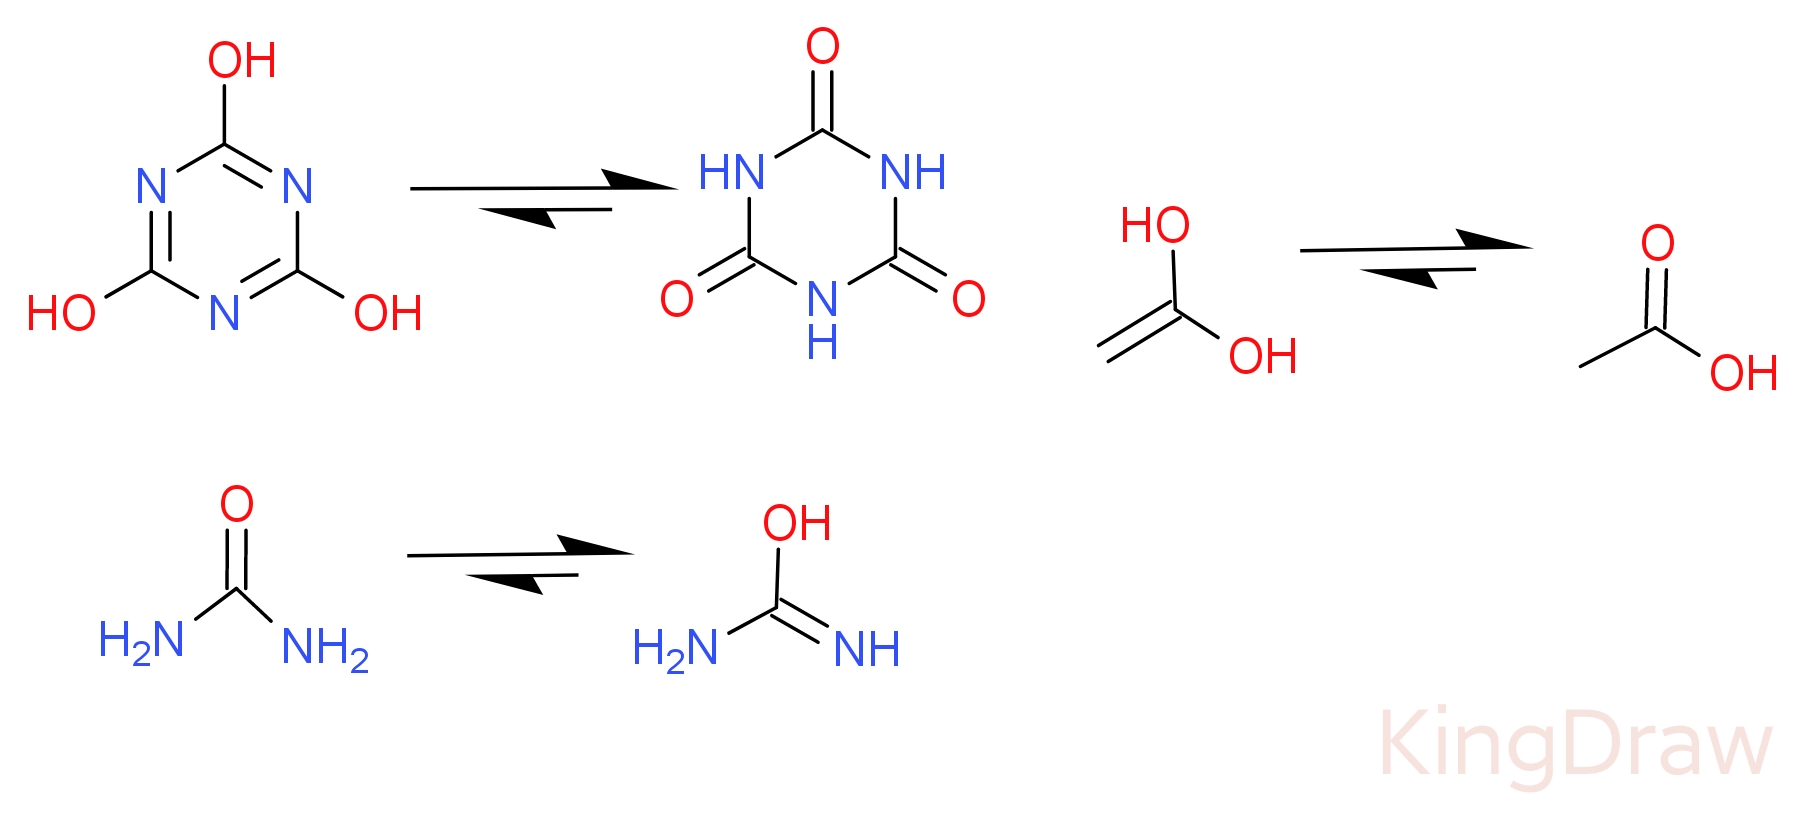 OH
N N
HO N OH
O
HN NH
O N O
H
HO
OH
O
OH
O
H2N NH2
OH
H2N NH
KingDraw